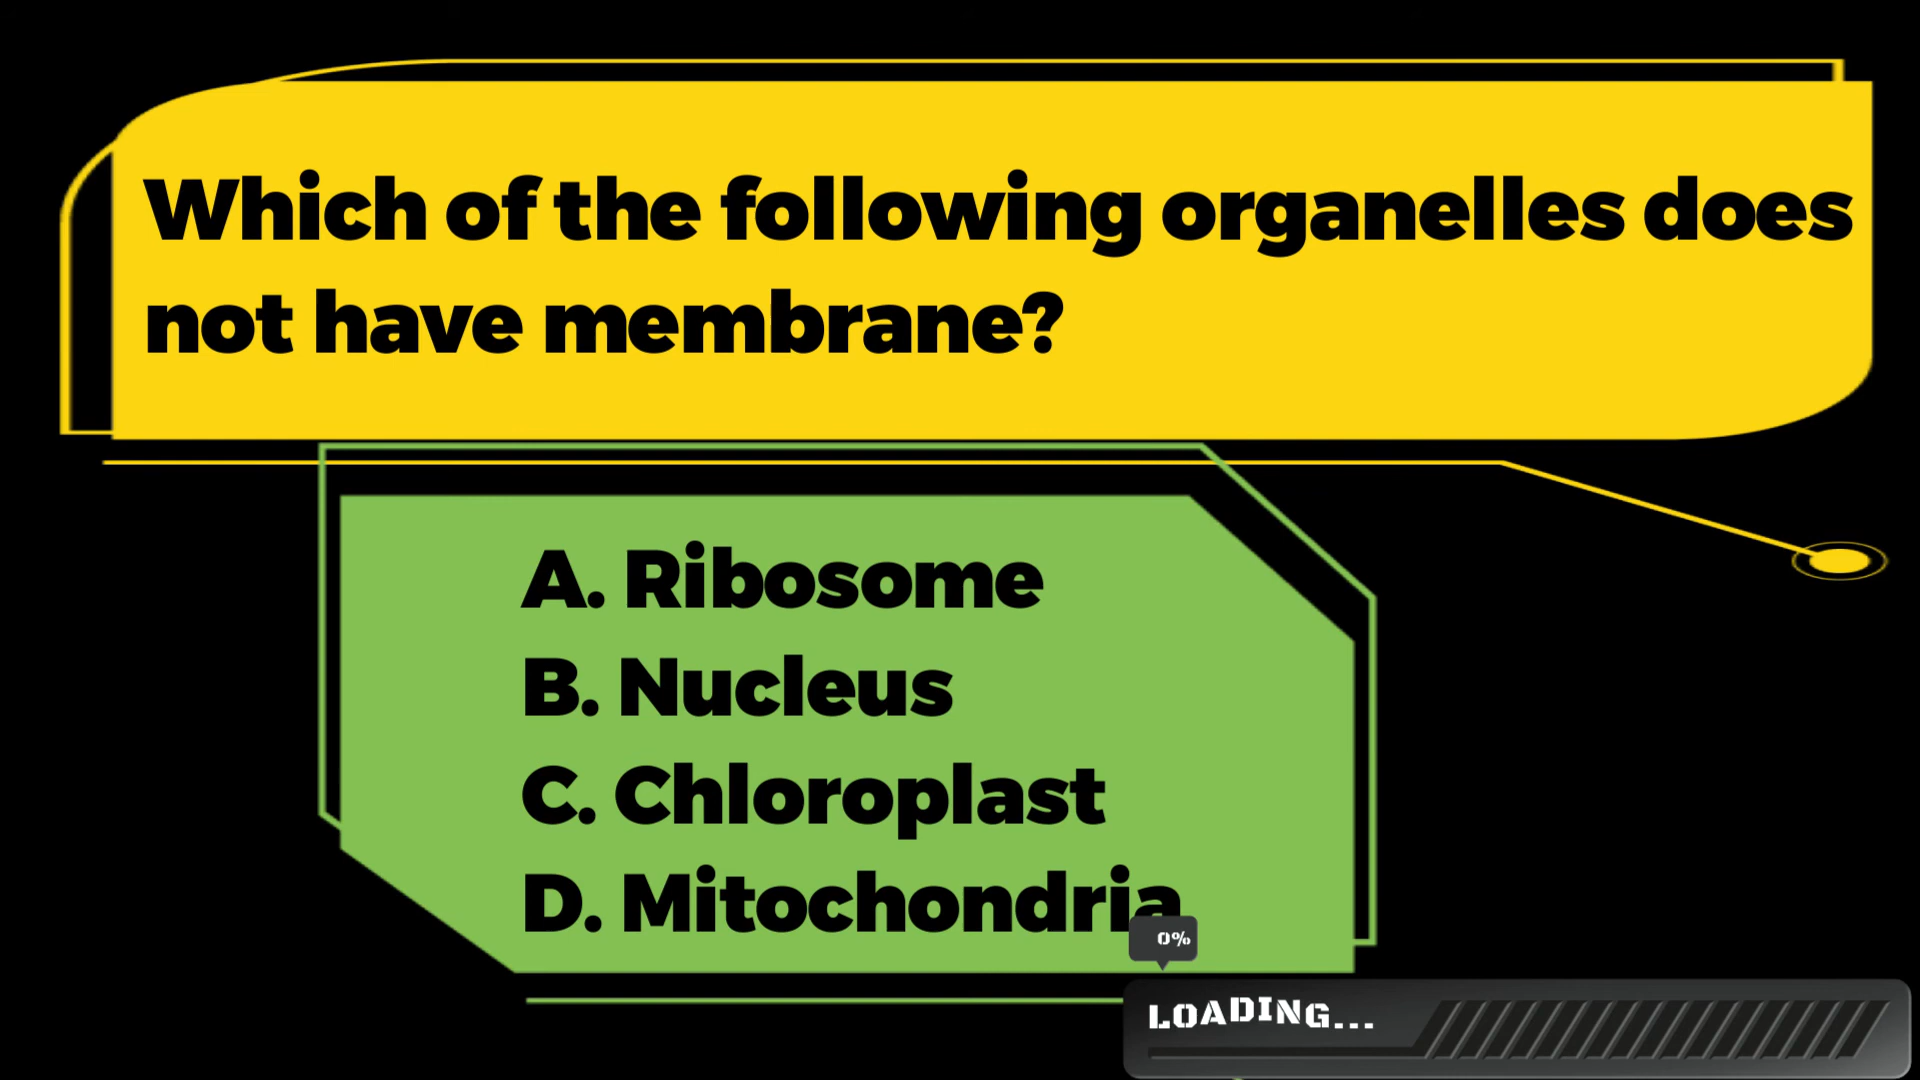 Which of the following organelles does
not have membrane?
A. Ribosome
B. Nucleus
C. Chloroplast
D. Mitochondria
0%
LOADING...